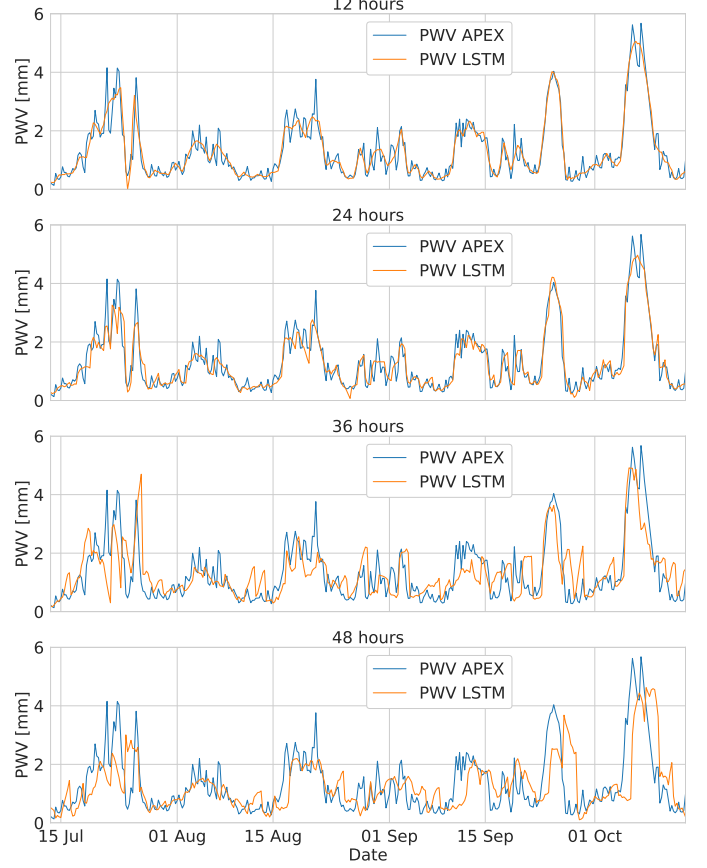 12 hours
6
4
2
0
PWV [mm]
PWV APEX
PWV LSTM
24 hours
6
4
2
0
PWV [mm]
PWV APEX
PWV LSTM
36 hours
6
4
2
0
PWV [mm]
PWV APEX
PWV LSTM
48 hours
6
4
2
0
PWV [mm]
PWV APEX
PWV LSTM
15 Jul 01 Aug 15 Aug 01 Sep 15 Sep 01 Oct
Date